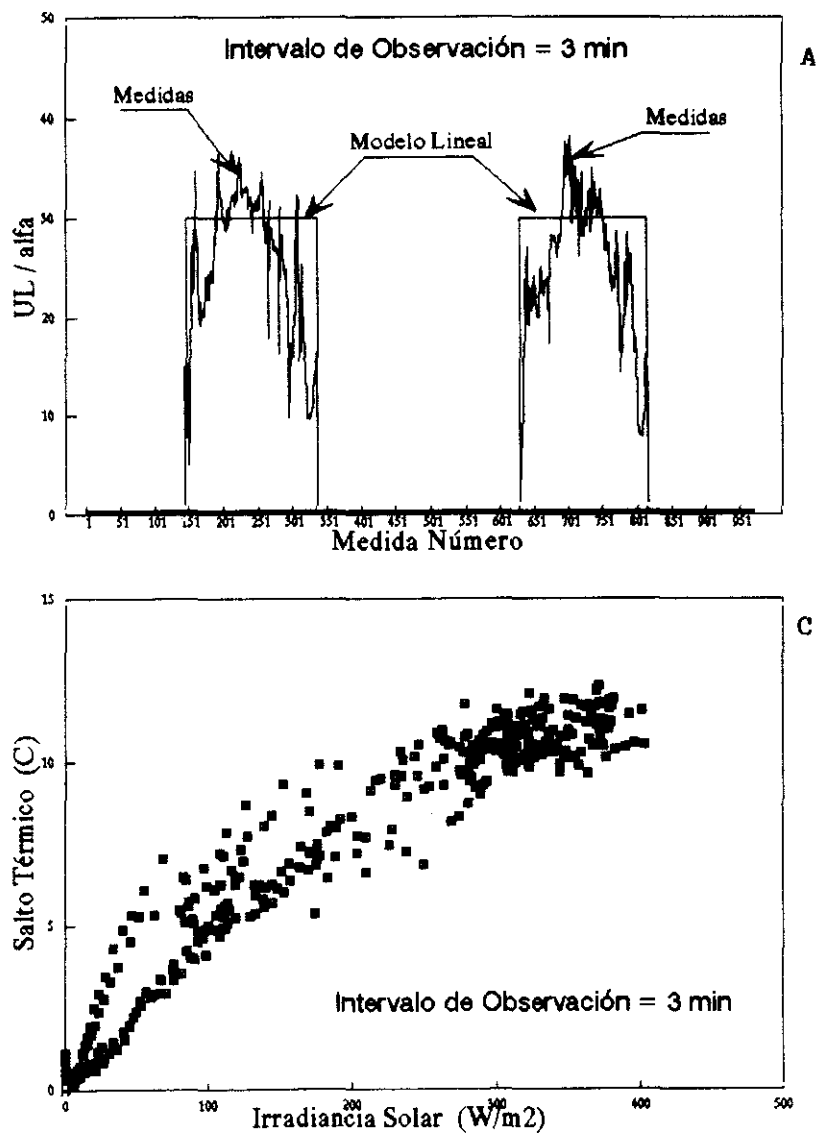 50
Intervalo de Observación = 3 min
A
Medidas
Medidas
40
Modelo Lineal
30
UL / alfa
20
10
0
1 51 101 151 201 251 301 351 401 451 501 551 601 651 701 751 801 851 901 951
Medida Número
15
C
Salto Térmico (C)
10
5
Intervalo de Observación = 3 min
0
0 100 200 300 400 500
Irradiancia Solar (W/m2)